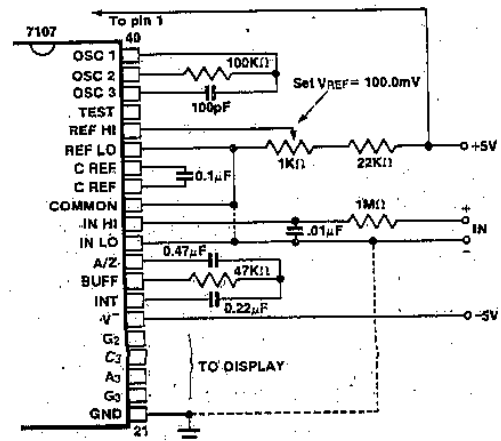 To pin 1
7107
40
OSC 1
100KΩ
OSC 2
OSC 3
100pF
Set VREF = 100.0mV
TEST
REF HI
REF LO
1KΩ
22KΩ
+5V
C REF
0.1μF
C REF
COMMON
1MΩ
IN HI
+
.01μF
IN
IN LO
−
0.47μF
A/Z
BUFF
47KΩ
INT
0.22μF
V−
−5V
G2
C3
TO DISPLAY
A3
G3
GND
21